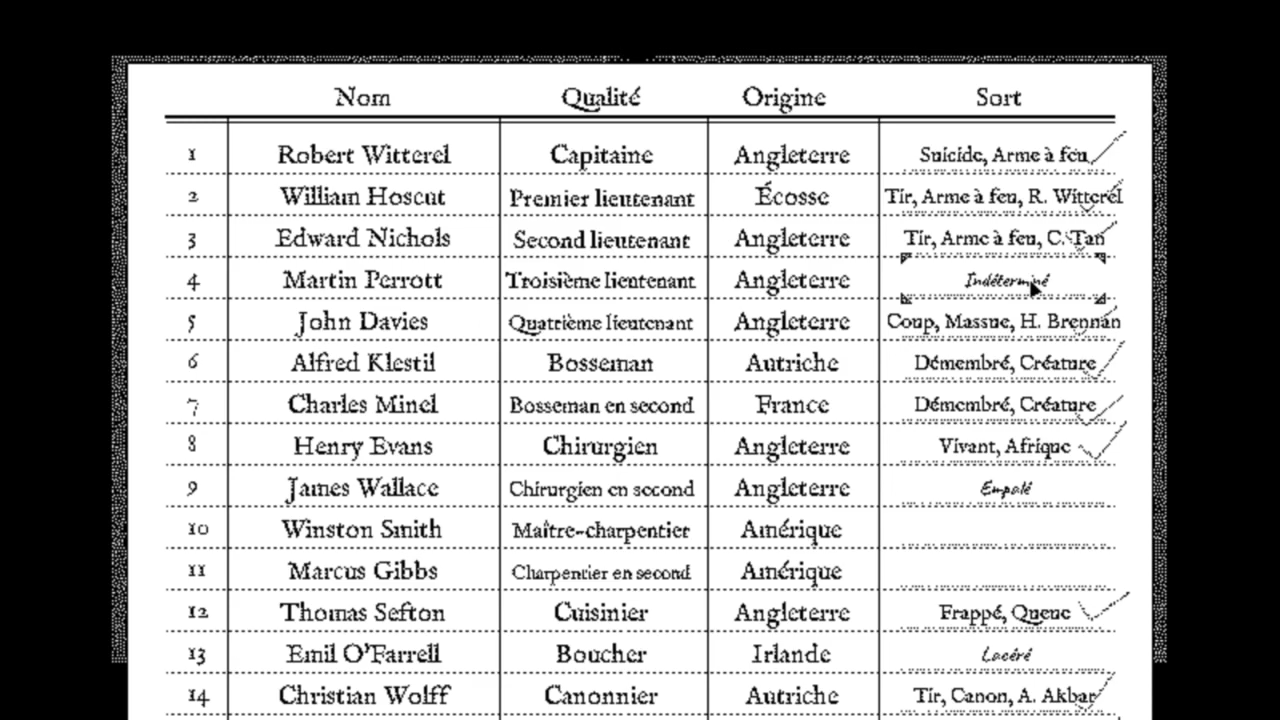 Nom Qualité Origine Sort
1 Robert Witterel Capitaine Angleterre Suicide, Arme à feu
2 William Hoscut Premier lieutenant Écosse Tir, Arme à feu, R. Witterel
3 Edward Nichols Second lieutenant Angleterre Tir, Arme à feu, C. Tan
4 Martin Perrott Troisième lieutenant Angleterre Indéterminé
5 John Davies Quatrième lieutenant Angleterre Coup, Massue, H. Brennan
6 Alfred Klestil Bosseman Autriche Démembré, Créature
7 Charles Miner Bosseman en second France Démembré, Créature
8 Henry Evans Chirurgien Angleterre Vivant, Afrique
9 James Wallace Chirurgien en second Angleterre Empalé
10 Winston Smith Maître-charpentier Amérique
11 Marcus Gibbs Charpentier en second Amérique
12 Thomas Sefton Cuisinier Angleterre Frappé, Queue
13 Emil O'Farrell Boucher Irlande Lacéré
14 Christian Wolff Canonnier Autriche Tir, Canon, A. Akbar